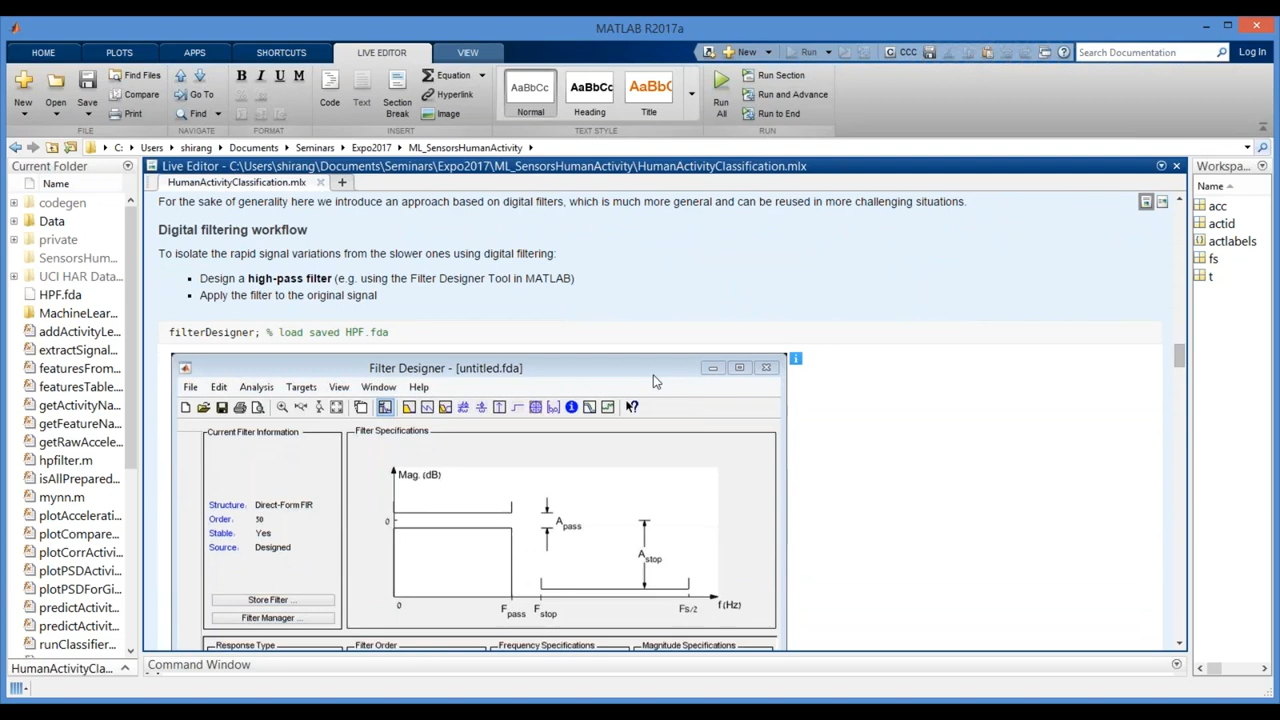 MATLAB R2017a
HOME PLOTS APPS SHORTCUTS LIVE EDITOR VIEW
New Run CCC Search Documentation Log In
New Open Save Find Files Compare Print
Go To Find
B I U M
Code Text Section Break Equation Hyperlink Image
AaBbCc Normal AaBbCc Heading AaBbC Title
Run All Run Section Run and Advance Run to End
FILE NAVIGATE FORMAT INSERT TEXT STYLE RUN
C: Users shirang Documents Seminars Expo2017 ML_SensorsHumanActivity
Current Folder
Name
codegen
Data
private
SensorsHum...
UCI HAR Data...
HPF.fda
MachineLear...
addActivityLe...
extractSignal...
featuresFrom...
featuresTable...
getActivityNa...
getFeatureNa...
getRawAccele...
hpfilter.m
isAllPrepared...
mynn.m
plotAccelerati...
plotCompare...
plotCorrActivi...
plotPSDActivi...
plotPSDForGi...
predictActivit...
predictActivit...
runClassifier...
HumanActivityCla...
Live Editor - C:\Users\shirang\Documents\Seminars\Expo2017\ML_SensorsHumanActivity\HumanActivityClassification.mlx
HumanActivityClassification.mlx
For the sake of generality here we introduce an approach based on digital filters, which is much more general and can be reused in more challenging situations.
Digital filtering workflow
To isolate the rapid signal variations from the slower ones using digital filtering:
Design a high-pass filter (e.g. using the Filter Designer Tool in MATLAB)
Apply the filter to the original signal
filterDesigner; % load saved HPF.fda
Filter Designer - [untitled.fda]
File Edit Analysis Targets View Window Help
Current Filter Information
Structure: Direct-Form FIR
Order: 50
Stable: Yes
Source: Designed
Store Filter ...
Filter Manager ...
Filter Specifications
Mag. (dB)
0
Apass
Astop
0 Fpass Fstop Fs/2 f (Hz)
Response Type Filter Order Frequency Specifications Magnitude Specifications
Command Window
Workspa...
Name
acc
actid
actlabels
fs
t